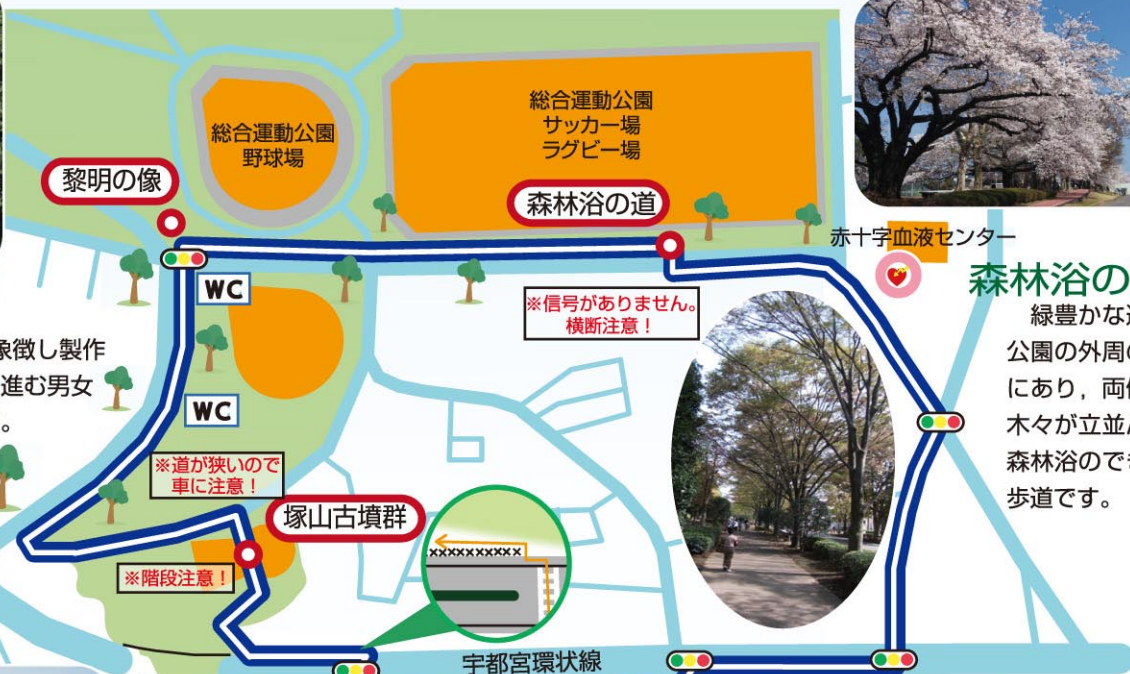 総合運動公園
野球場
総合運動公園
サッカー場
ラグビー場
黎明の像
森林浴の道
赤十字血液センター
WC
※信号がありません。
横断注意！
森林浴の
緑豊かな
公園の外周の
にあり，両
木々が立並
森林浴のでき
歩道です。
象徴し製作
進む男女
。
WC
※道が狭いので
車に注意！
塚山古墳群
※階段注意！
宇都宮環状線